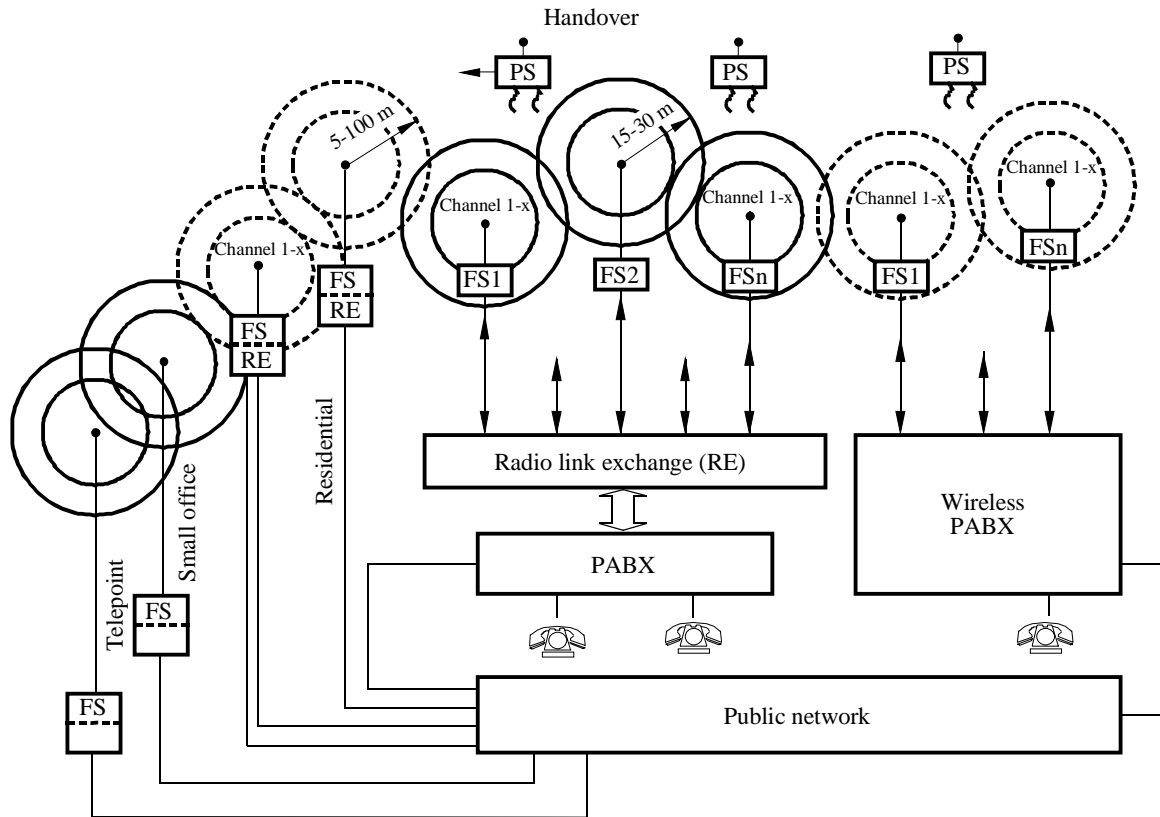 Handover
PS
PS
PS
5-100 m
15-30 m
Channel 1-x
Channel 1-x
Channel 1-x
Channel 1-x
Channel 1-x
FS
RE
FS1
FS2
FSn
FS1
FSn
FS
RE
Residential
Radio link exchange (RE)
Wireless
PABX
PABX
Small office
Telepoint
FS
FS
Public network